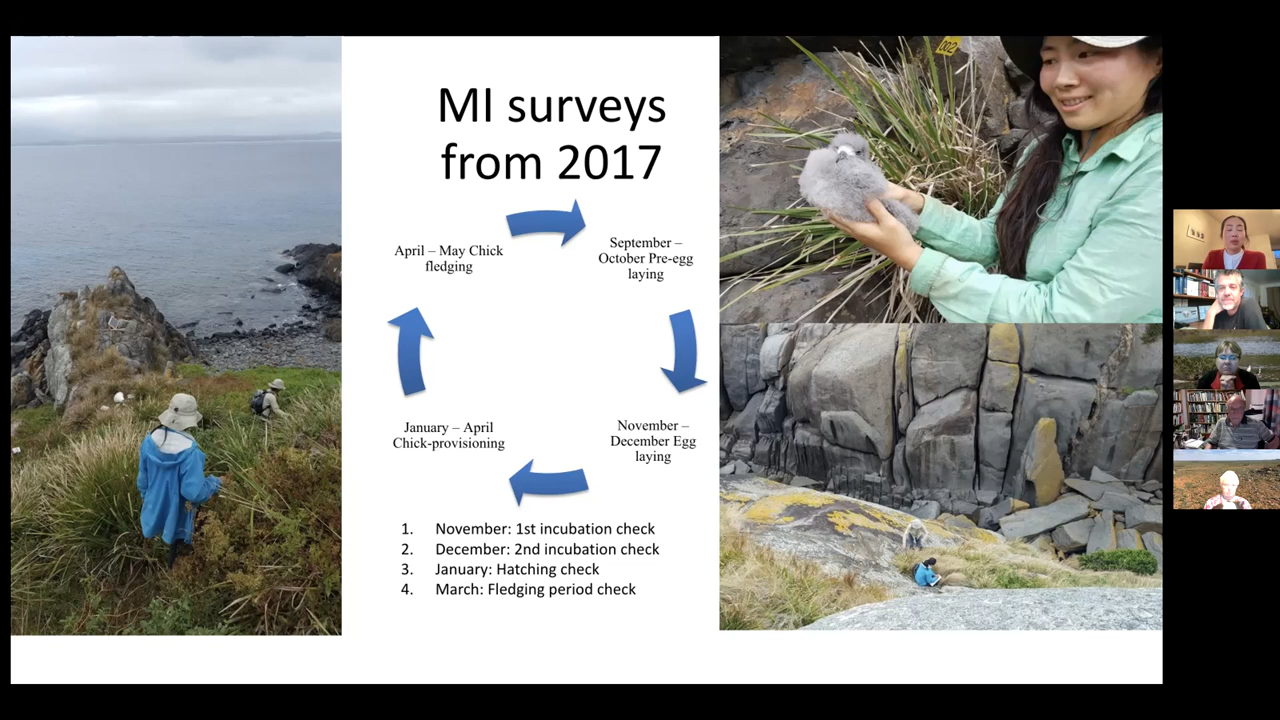 MI surveys
from 2017
April – May Chick
fledging
September –
October Pre-egg
laying
January – April
Chick-provisioning
November –
December Egg
laying
1. November: 1st incubation check
2. December: 2nd incubation check
3. January: Hatching check
4. March: Fledging period check
002